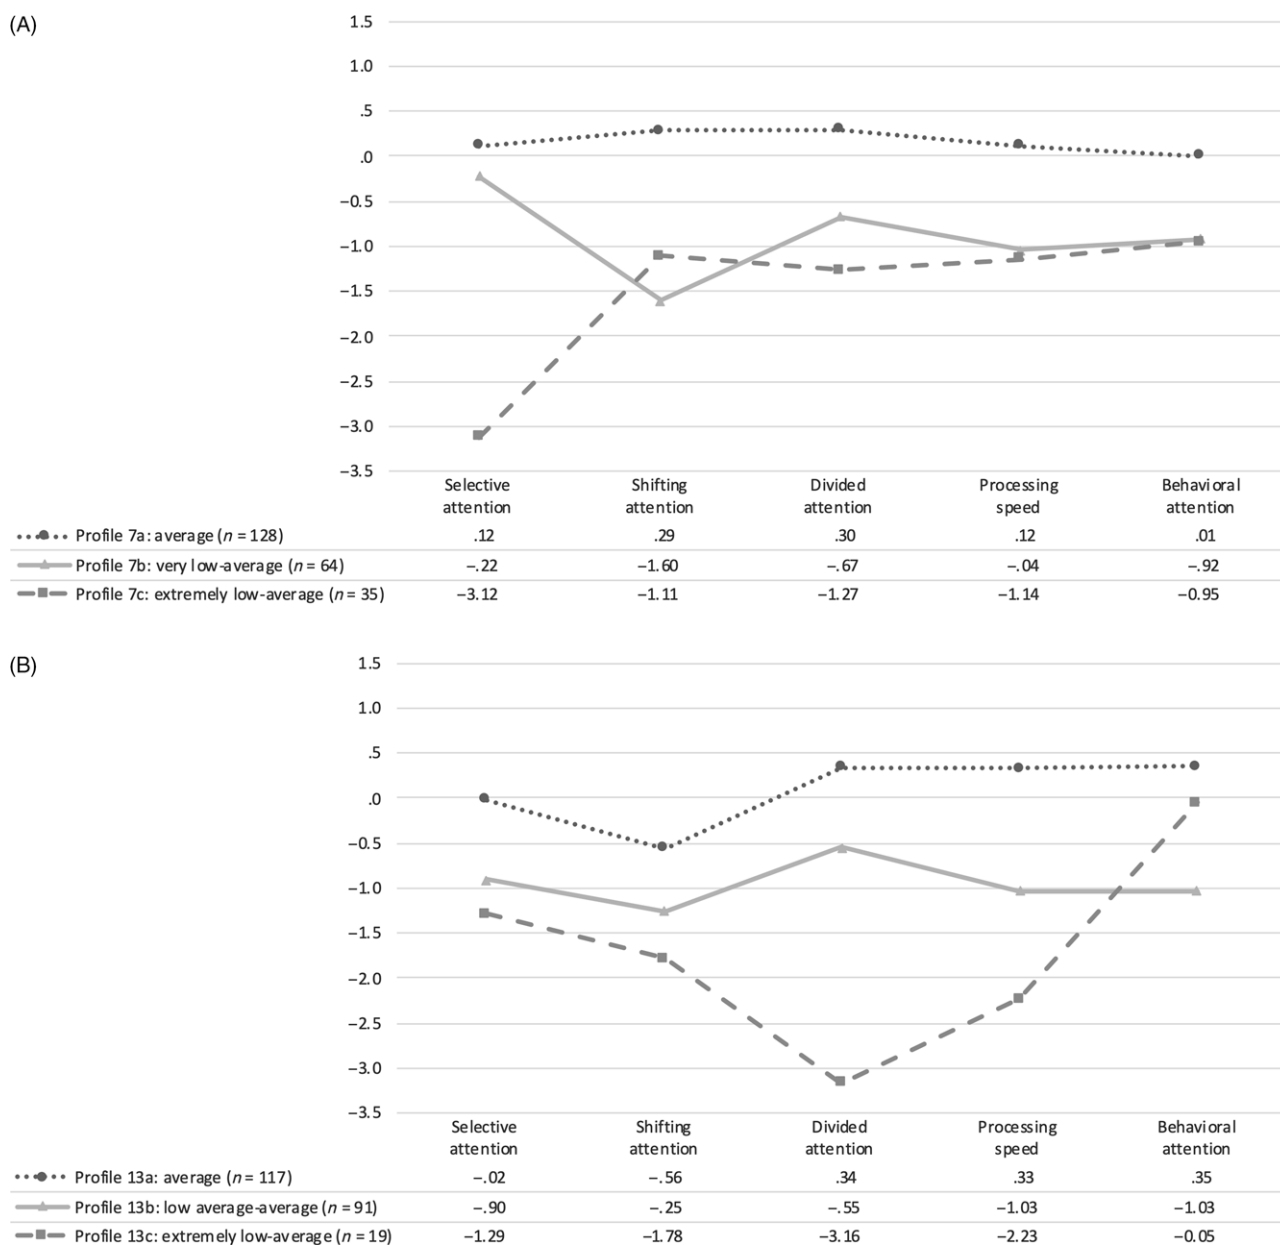 (A)
1.5
1.0
.5
.0
−0.5
−1.0
−1.5
−2.0
−2.5
−3.0
−3.5
Selective attention Shifting attention Divided attention Processing speed Behavioral attention
Profile 7a: average (n = 128) .12 .29 .30 .12 .01
Profile 7b: very low-average (n = 64) −.22 −1.60 −.67 −.04 −.92
Profile 7c: extremely low-average (n = 35) −3.12 −1.11 −1.27 −1.14 −0.95
(B)
1.5
1.0
.5
.0
−0.5
−1.0
−1.5
−2.0
−2.5
−3.0
−3.5
Selective attention Shifting attention Divided attention Processing speed Behavioral attention
Profile 13a: average (n = 117) −.02 −.56 .34 .33 .35
Profile 13b: low average-average (n = 91) −.90 −.25 −.55 −1.03 −1.03
Profile 13c: extremely low-average (n = 19) −1.29 −1.78 −3.16 −2.23 −0.05